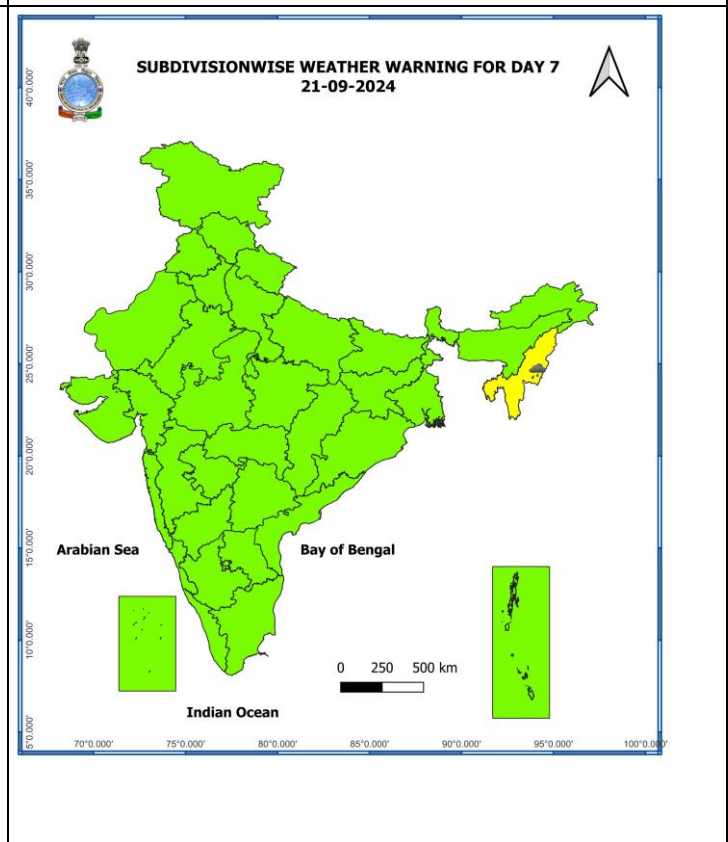 SUBDIVISIONWISE WEATHER WARNING FOR DAY 7
21-09-2024
40°0.000'
35°0.000'
30°0.000'
25°0.000'
20°0.000'
15°0.000'
10°0.000'
5°0.000'
Arabian Sea
Bay of Bengal
0 250 500 km
Indian Ocean
70°0.000' 75°0.000' 80°0.000' 85°0.000' 90°0.000' 95°0.000' 100°0.000'